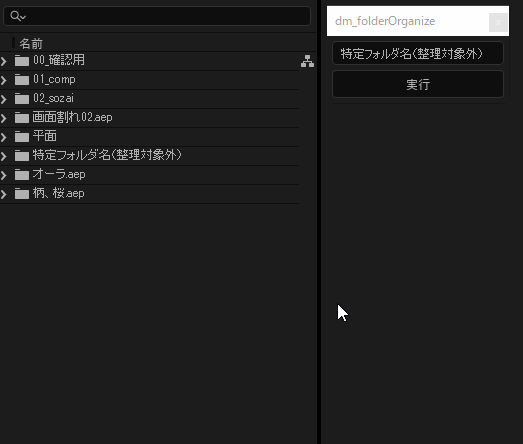 名前
00_確認用
01_comp
02_sozai
画面割れ02.aep
平面
特定フォルダ名(整理対象外)
オーラ.aep
柄、桜.aep
dm_folderOrganize
x
特定フォルダ名(整理対象外)
実行